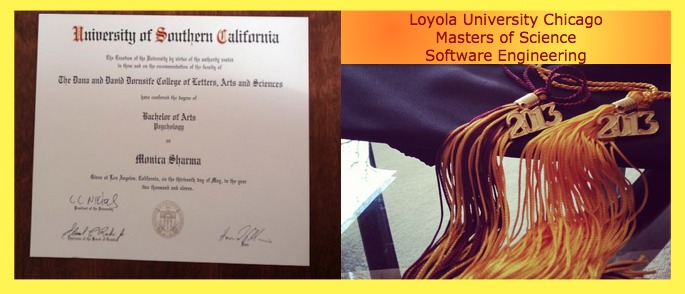 University of Southern California
The Trustees of the University by virtue of the authority vested
in them and on the recommendation of the faculty of
The Dana and David Dornsife College of Letters, Arts and Sciences
have conferred the degree of
Bachelor of Arts
Psychology
on
Monica Sharma
Given at Los Angeles, California, on the thirteenth day of May, in the year
two thousand and eleven.
President of the University
Loyola University Chicago
Masters of Science
Software Engineering
2013
2013